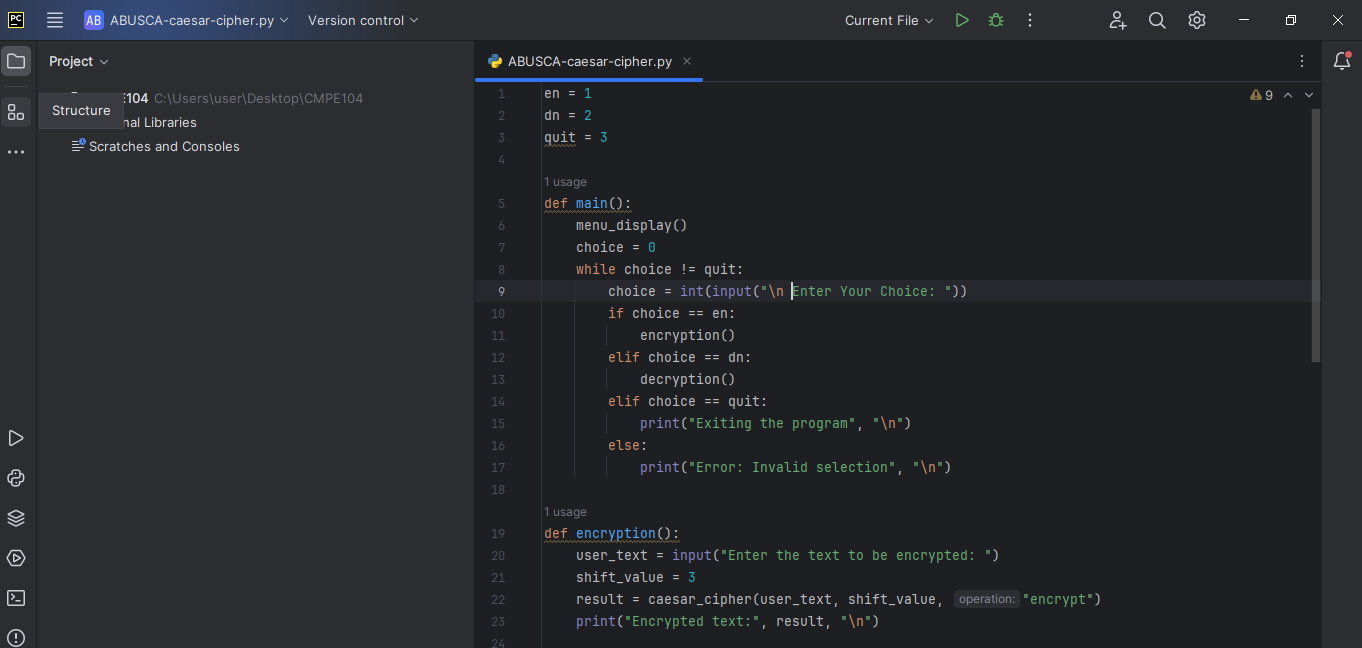 PC AB ABUSCA-caesar-cipher.py Version control Current File
Project
ABUSCA-caesar-cipher.py
E104 C:\Users\user\Desktop\CMPE104
Structure
nal Libraries
Scratches and Consoles
9
1 en = 1
2 dn = 2
3 quit = 3
4
1 usage
5 def main():
6 menu_display()
7 choice = 0
8 while choice != quit:
9 choice = int(input("\n Enter Your Choice: "))
10 if choice == en:
11 encryption()
12 elif choice == dn:
13 decryption()
14 elif choice == quit:
15 print("Exiting the program", "\n")
16 else:
17 print("Error: Invalid selection", "\n")
18
1 usage
19 def encryption():
20 user_text = input("Enter the text to be encrypted: ")
21 shift_value = 3
22 result = caesar_cipher(user_text, shift_value, operation: "encrypt")
23 print("Encrypted text:", result, "\n")
24